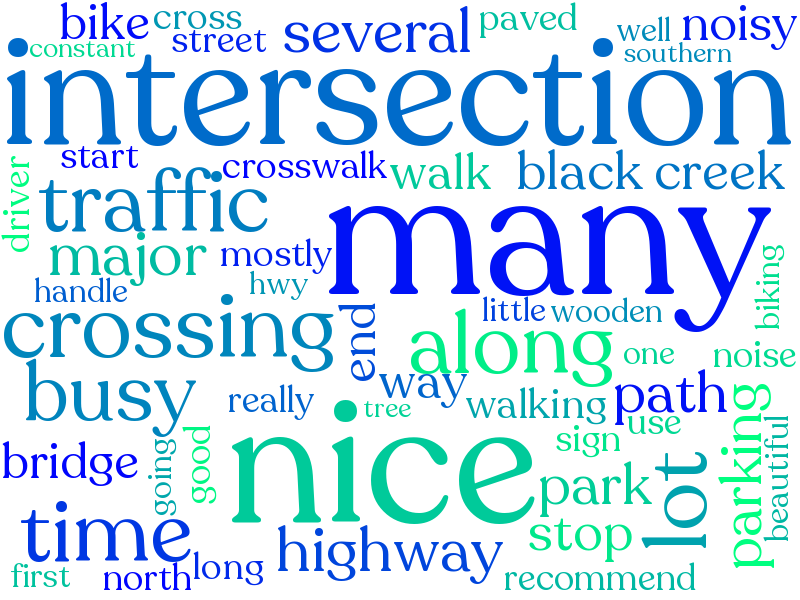 bike
cross
street
constant
several
paved
well
noisy
southern
intersection
start
crosswalk
walk
black creek
driver
traffic
many
major
mostly
hwy
handle
little
wooden
biking
crossing
end
along
one
noise
busy
really
way
walking
path
tree
nice
sign
use
parking
beautiful
bridge
going
good
park
lot
time
highway
stop
first
north
long
recommend